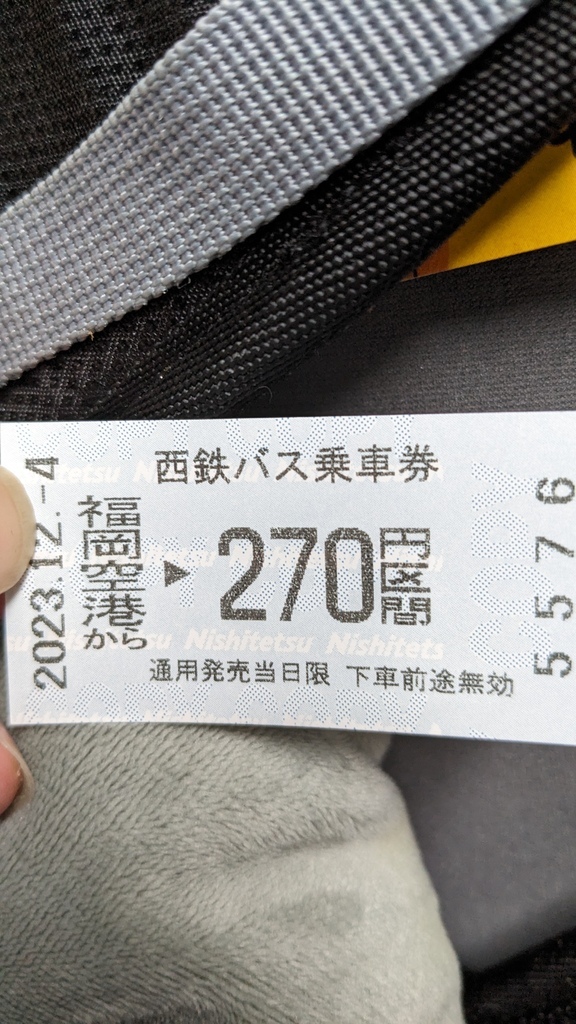 西鉄バス乗車券
2023.12.-4
福岡空港から
▶
270円区間
通用発売当日限 下車前途無効
5576
Nishitetsu Nishitets